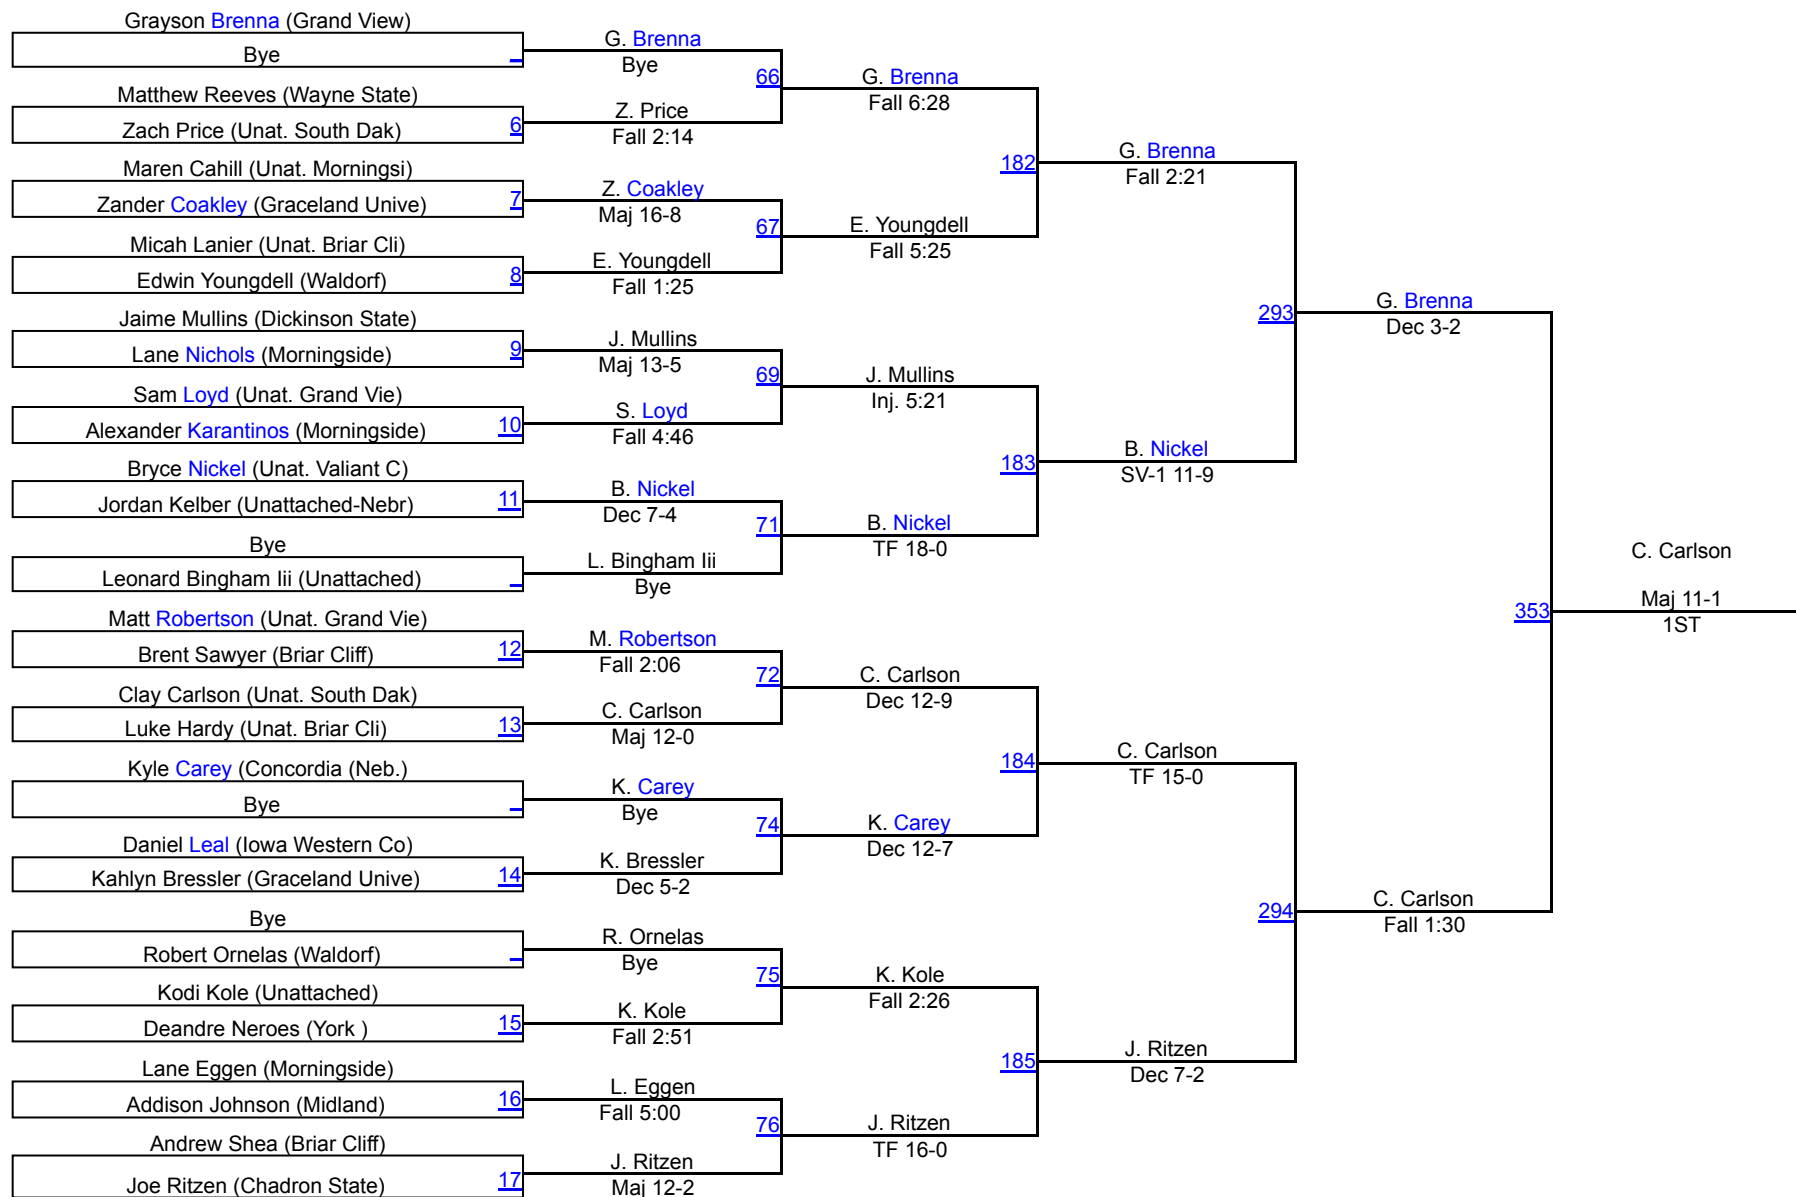 Grayson Brenna (Grand View)
Bye
Matthew Reeves (Wayne State)
Zach Price (Unat. South Dak)
6
Maren Cahill (Unat. Morningsi)
Zander Coakley (Graceland Unive)
7
Micah Lanier (Unat. Briar Cli)
Edwin Youngdell (Waldorf)
8
Jaime Mullins (Dickinson State)
Lane Nichols (Morningside)
9
Sam Loyd (Unat. Grand Vie)
Alexander Karantinos (Morningside)
10
Bryce Nickel (Unat. Valiant C)
Jordan Kelber (Unattached-Nebr)
11
Bye
Leonard Bingham Iii (Unattached)
Matt Robertson (Unat. Grand Vie)
Brent Sawyer (Briar Cliff)
12
Clay Carlson (Unat. South Dak)
Luke Hardy (Unat. Briar Cli)
13
Kyle Carey (Concordia (Neb.)
Bye
Daniel Leal (Iowa Western Co)
Kahlyn Bressler (Graceland Unive)
14
Bye
Robert Ornelas (Waldorf)
Kodi Kole (Unattached)
Deandre Neroes (York )
15
Lane Eggen (Morningside)
Addison Johnson (Midland)
16
Andrew Shea (Briar Cliff)
Joe Ritzen (Chadron State)
17
G. Brenna
Bye
66
Z. Price
Fall 2:14
Z. Coakley
Maj 16-8
67
E. Youngdell
Fall 1:25
J. Mullins
Maj 13-5
69
S. Loyd
Fall 4:46
B. Nickel
Dec 7-4
71
L. Bingham Iii
Bye
M. Robertson
Fall 2:06
72
C. Carlson
Maj 12-0
K. Carey
Bye
74
K. Bressler
Dec 5-2
R. Ornelas
Bye
75
K. Kole
Fall 2:51
L. Eggen
Fall 5:00
76
J. Ritzen
Maj 12-2
G. Brenna
Fall 6:28
182
E. Youngdell
Fall 5:25
J. Mullins
Inj. 5:21
183
B. Nickel
TF 18-0
C. Carlson
Dec 12-9
184
K. Carey
Dec 12-7
K. Kole
Fall 2:26
185
J. Ritzen
TF 16-0
G. Brenna
Fall 2:21
293
B. Nickel
SV-1 11-9
C. Carlson
TF 15-0
294
J. Ritzen
Dec 7-2
G. Brenna
Dec 3-2
353
C. Carlson
Fall 1:30
C. Carlson
Maj 11-1
1ST